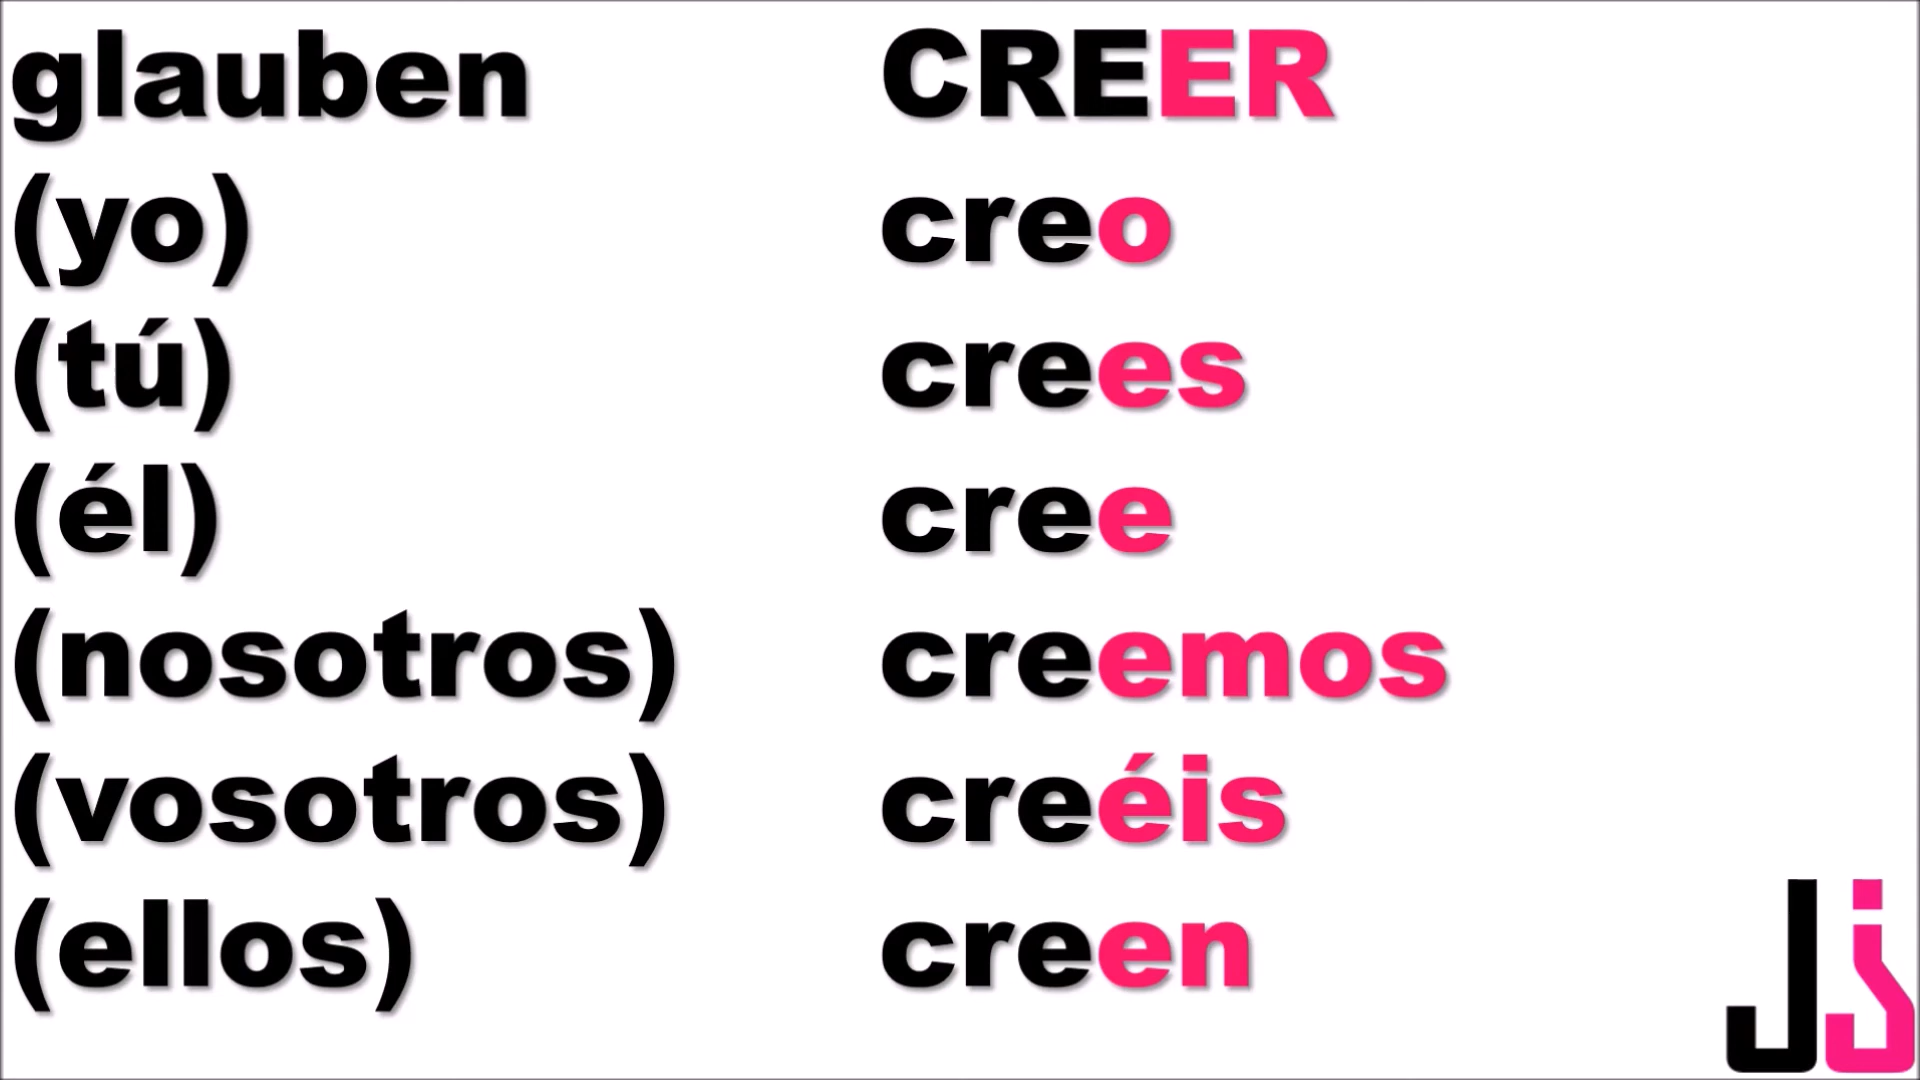 glauben CREER
(yo) creo
(tú) crees
(él) cree
(nosotros) creemos
(vosotros) creéis
(ellos) creen